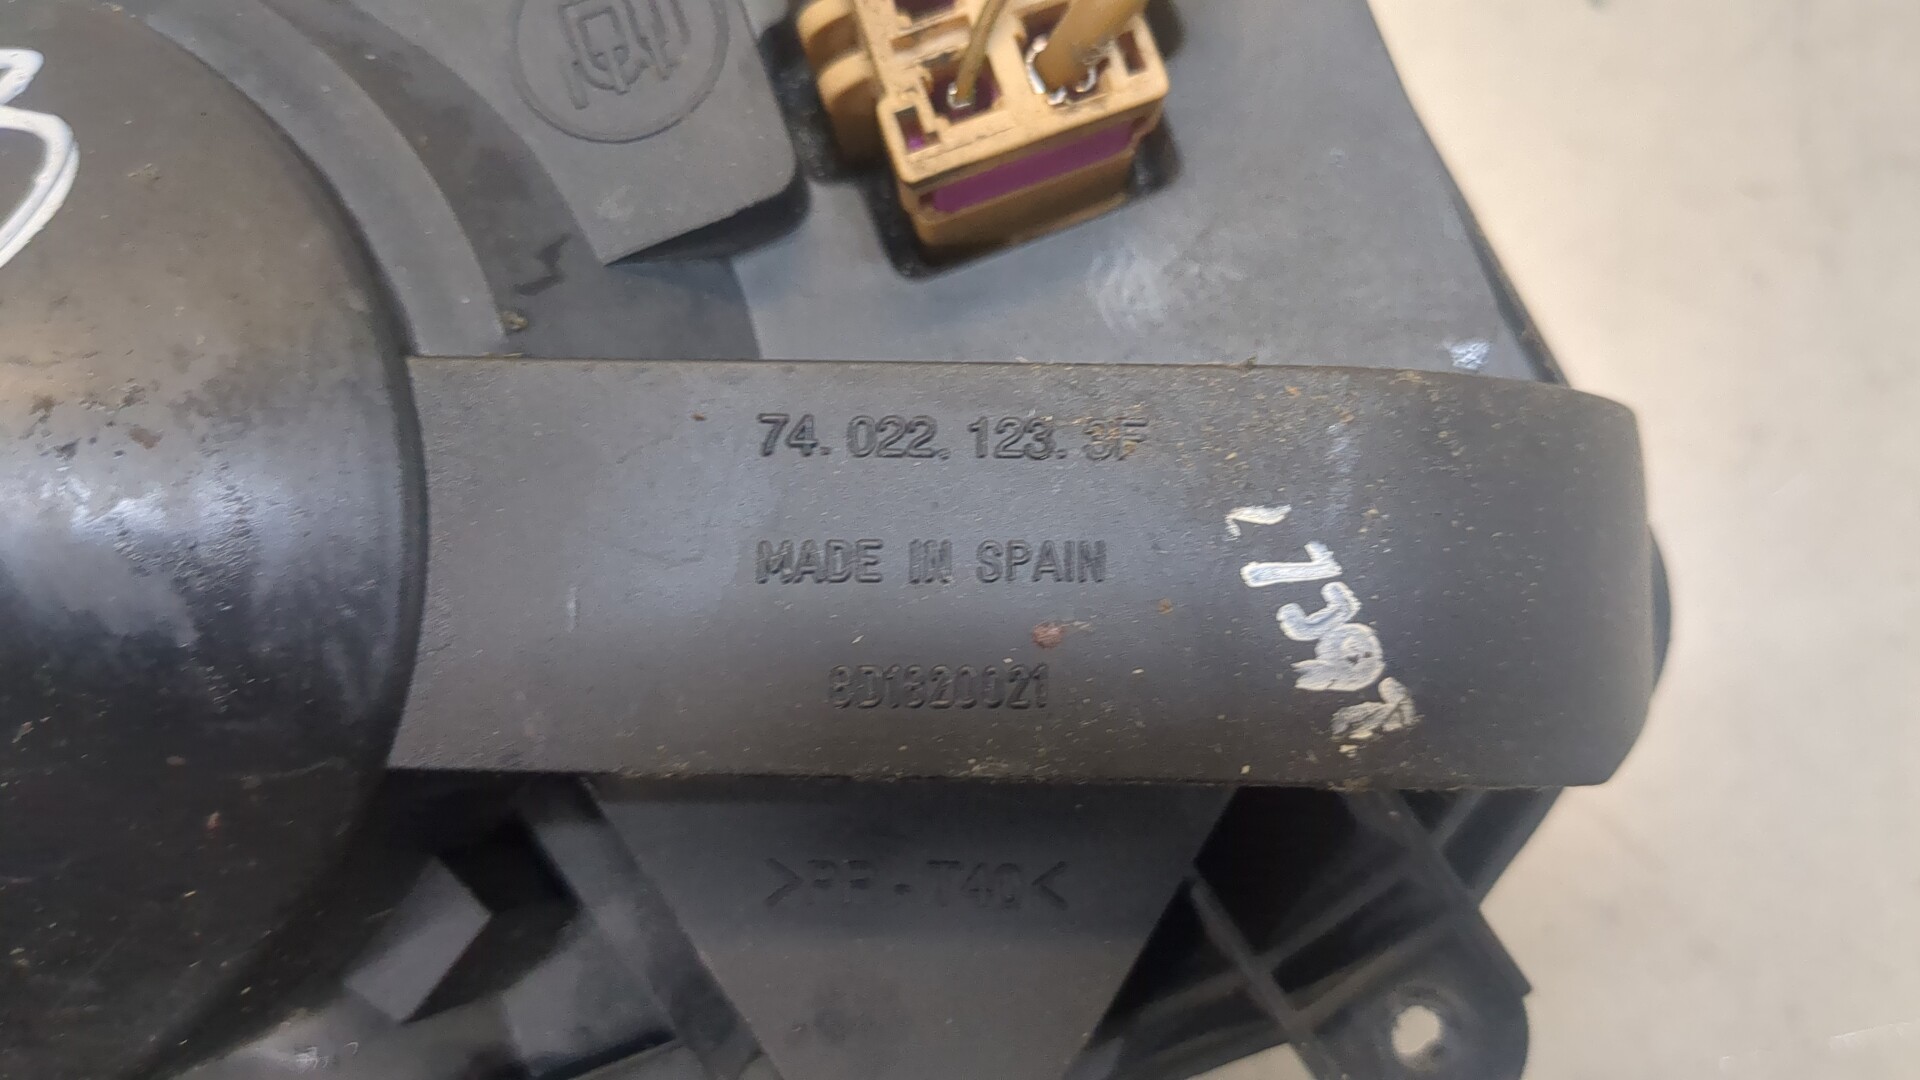 74.022.123.3F
MADE IN SPAIN
8D1820021
>PP-T40<